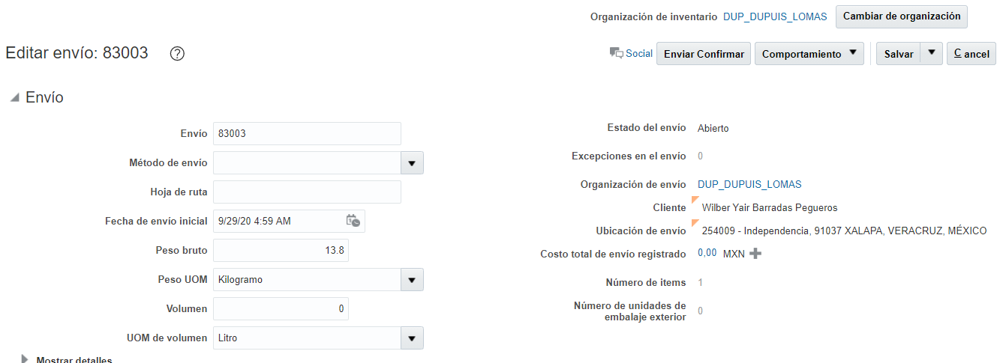 Organización de inventario DUP_DUPUIS_LOMAS Cambiar de organización
Editar envío: 83003 ?
Social Enviar Confirmar Comportamiento Salvar C ancel
Envío
Envío 83003
Método de envío
Hoja de ruta
Fecha de envío inicial 9/29/20 4:59 AM
Peso bruto 13.8
Peso UOM Kilogramo
Volumen 0
UOM de volumen Litro
Mostrar detalles
Estado del envío Abierto
Excepciones en el envío 0
Organización de envío DUP_DUPUIS_LOMAS
Cliente Wilber Yair Barradas Pegueros
Ubicación de envío 254009 - Independencia, 91037 XALAPA, VERACRUZ, MÉXICO
Costo total de envío registrado 0,00 MXN
Número de items 1
Número de unidades de
embalaje exterior 0